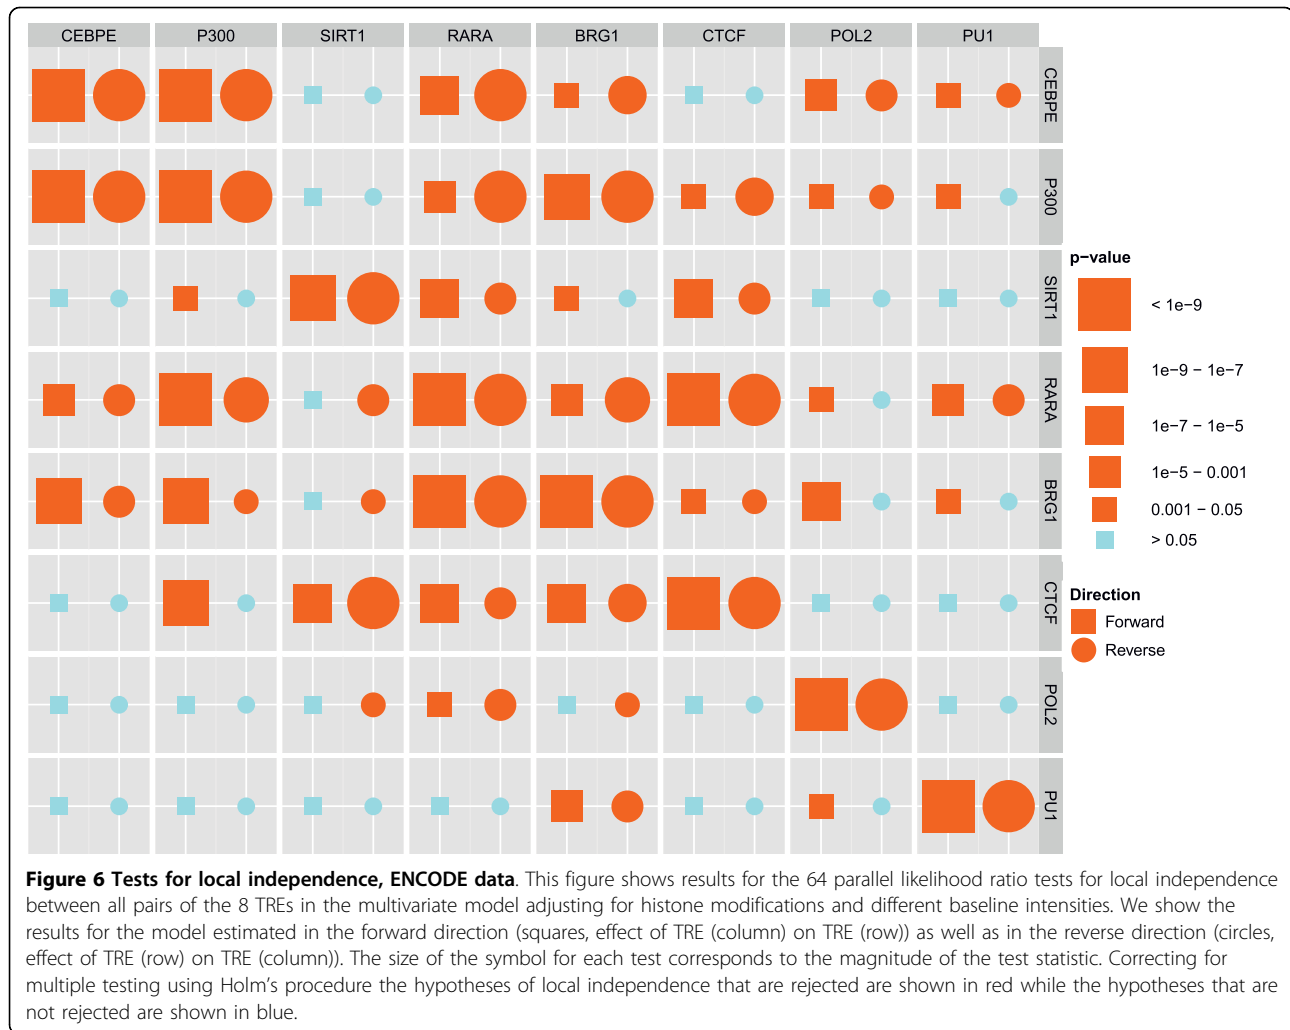 CEBPE P300 SIRT1 RARA BRG1 CTCF POL2 PU1
CEBPE
P300
SIRT1
RARA
BRG1
CTCF
POL2
PU1
p−value
< 1e−9
1e−9 − 1e−7
1e−7 − 1e−5
1e−5 − 0.001
0.001 − 0.05
> 0.05
Direction
Forward
Reverse
Figure 6 Tests for local independence, ENCODE data. This figure shows results for the 64 parallel likelihood ratio tests for local independence
between all pairs of the 8 TREs in the multivariate model adjusting for histone modifications and different baseline intensities. We show the
results for the model estimated in the forward direction (squares, effect of TRE (column) on TRE (row)) as well as in the reverse direction (circles,
effect of TRE (row) on TRE (column)). The size of the symbol for each test corresponds to the magnitude of the test statistic. Correcting for
multiple testing using Holm's procedure the hypotheses of local independence that are rejected are shown in red while the hypotheses that are
not rejected are shown in blue.